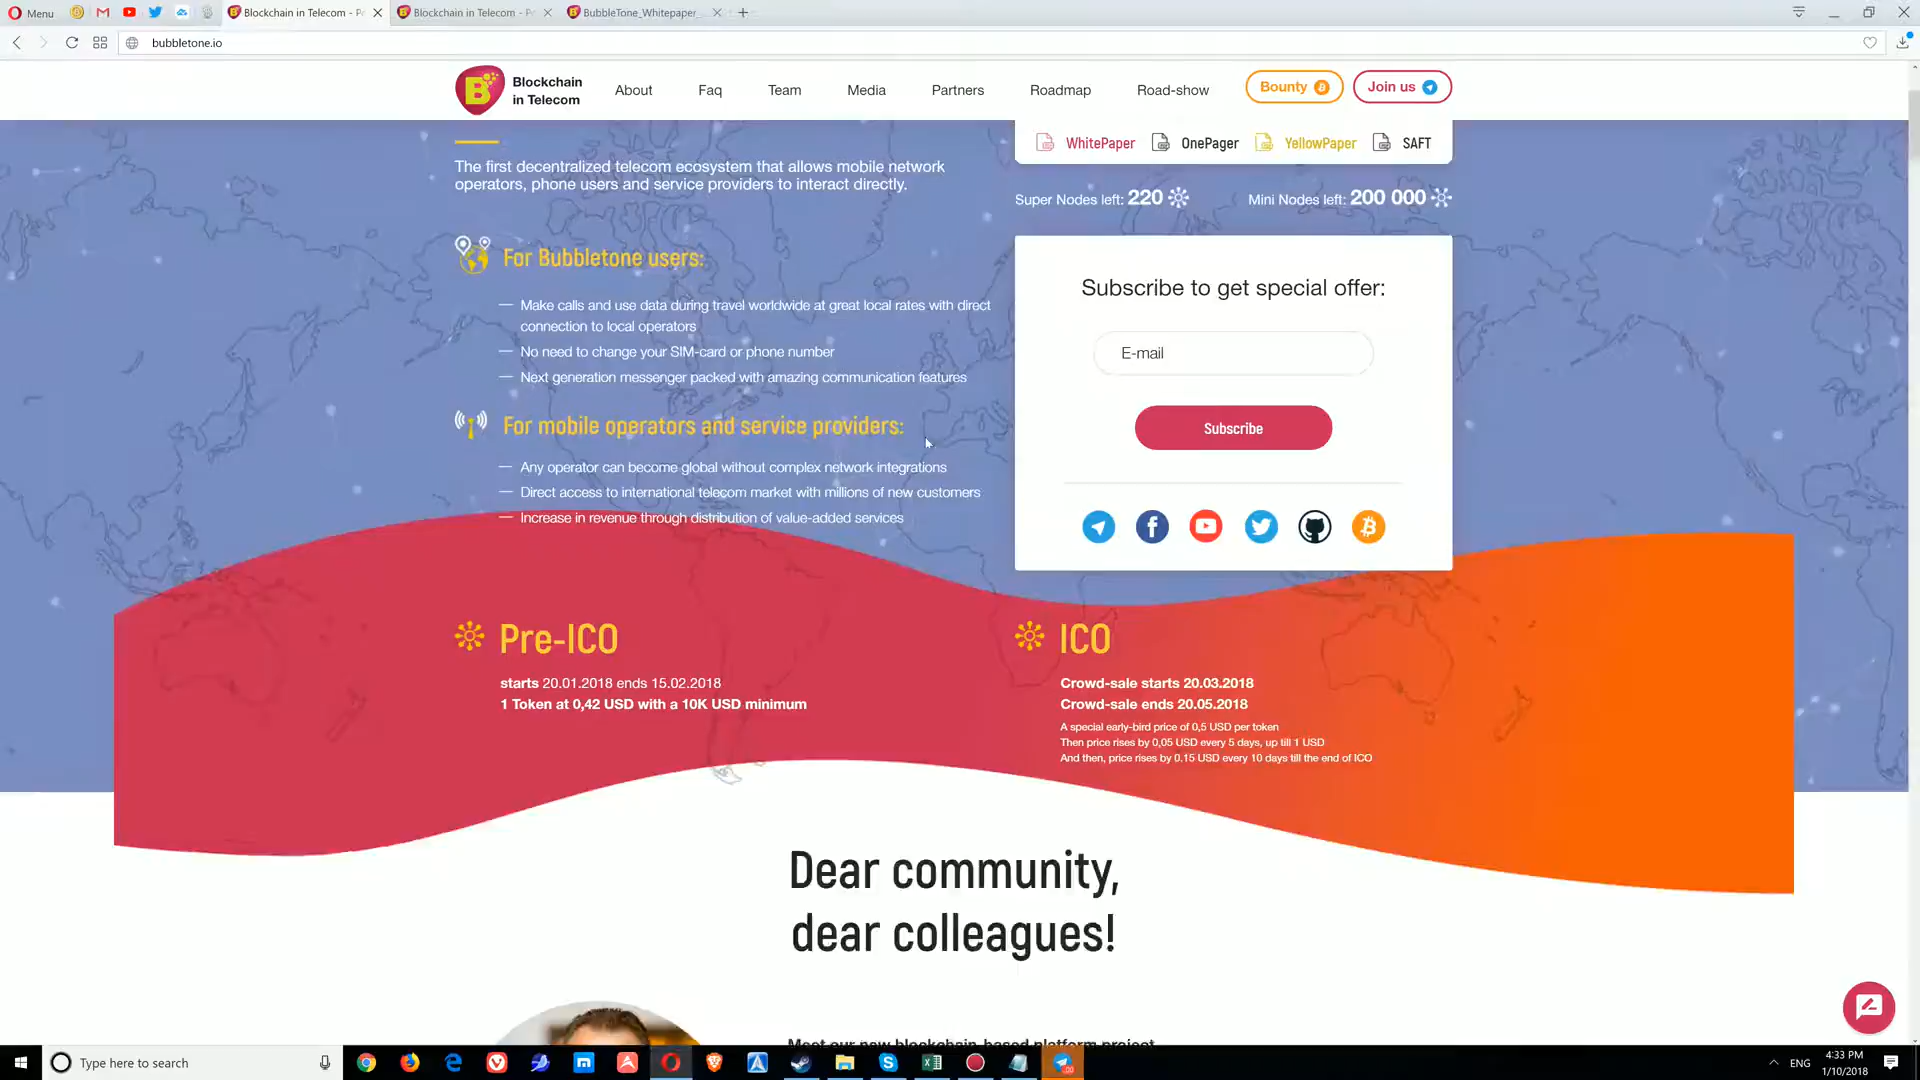 Menu
Blockchain in Telecom - P
Blockchain in Telecom - P
BubbleTone_Whitepaper_
bubbletone.io
Blockchain
in Telecom
About
Faq
Team
Media
Partners
Roadmap
Road-show
Bounty
Join us
WhitePaper
OnePager
YellowPaper
SAFT
The first decentralized telecom ecosystem that allows mobile network
operators, phone users and service providers to interact directly.
Super Nodes left: 220
Mini Nodes left: 200 000
For Bubbletone users:
— Make calls and use data during travel worldwide at great local rates with direct
connection to local operators
— No need to change your SIM-card or phone number
— Next generation messenger packed with amazing communication features
For mobile operators and service providers:
— Any operator can become global without complex network integrations
— Direct access to international telecom market with millions of new customers
— Increase in revenue through distribution of value-added services
Subscribe to get special offer:
E-mail
Subscribe
Pre-ICO
starts 20.01.2018 ends 15.02.2018
1 Token at 0,42 USD with a 10K USD minimum
ICO
Crowd-sale starts 20.03.2018
Crowd-sale ends 20.05.2018
A special early-bird price of 0,5 USD per token
Then price rises by 0,05 USD every 5 days, up till 1 USD
And then, price rises by 0.15 USD every 10 days till the end of ICO
Dear community,
dear colleagues!
Meet our new blockchain-based platform project
Type here to search
ENG
4:33 PM
1/10/2018